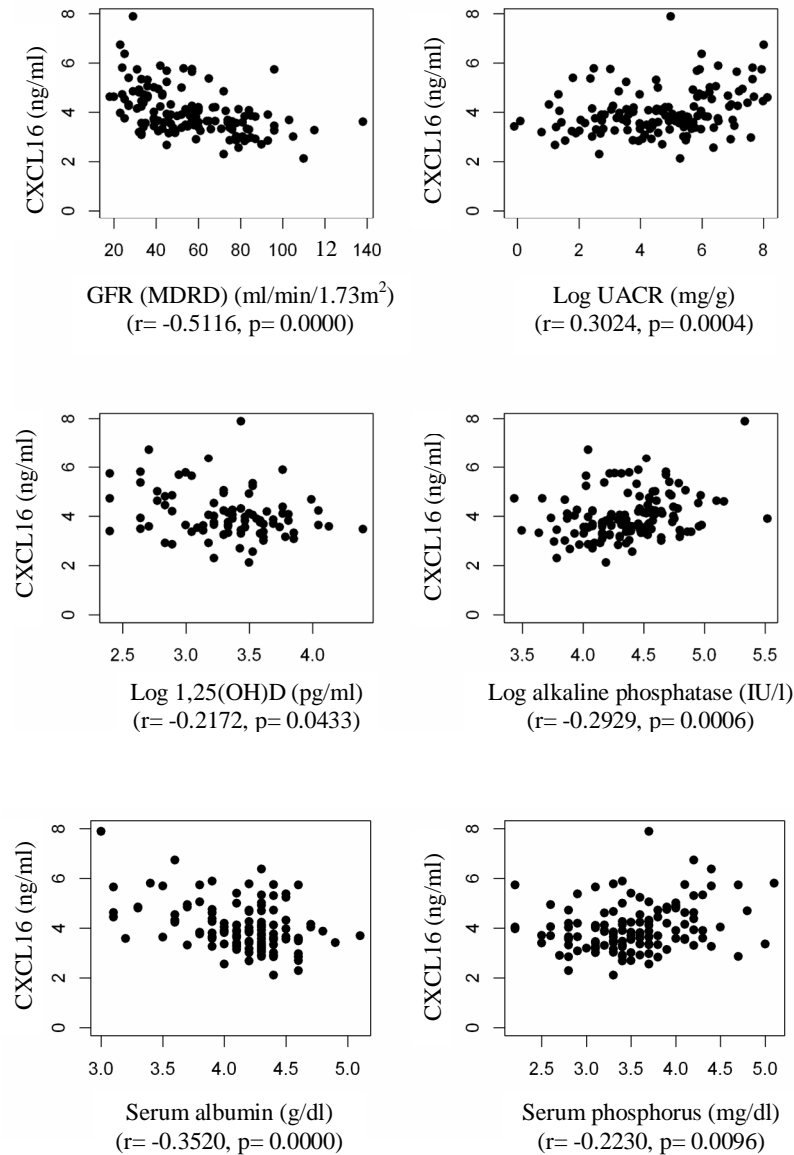 CXCL16 (ng/ml)
8
6
4
2
0
20 40 60 80 100 12 140
GFR (MDRD) (ml/min/1.73m²)
(r= -0.5116, p= 0.0000)
CXCL16 (ng/ml)
8
6
4
2
0
0 2 4 6 8
Log UACR (mg/g)
(r= 0.3024, p= 0.0004)
CXCL16 (ng/ml)
8
6
4
2
0
2.5 3.0 3.5 4.0
Log 1,25(OH)D (pg/ml)
(r= -0.2172, p= 0.0433)
CXCL16 (ng/ml)
8
6
4
2
0
3.5 4.0 4.5 5.0 5.5
Log alkaline phosphatase (IU/l)
(r= -0.2929, p= 0.0006)
CXCL16 (ng/ml)
8
6
4
2
0
3.0 3.5 4.0 4.5 5.0
Serum albumin (g/dl)
(r= -0.3520, p= 0.0000)
CXCL16 (ng/ml)
8
6
4
2
0
2.5 3.0 3.5 4.0 4.5 5.0
Serum phosphorus (mg/dl)
(r= -0.2230, p= 0.0096)